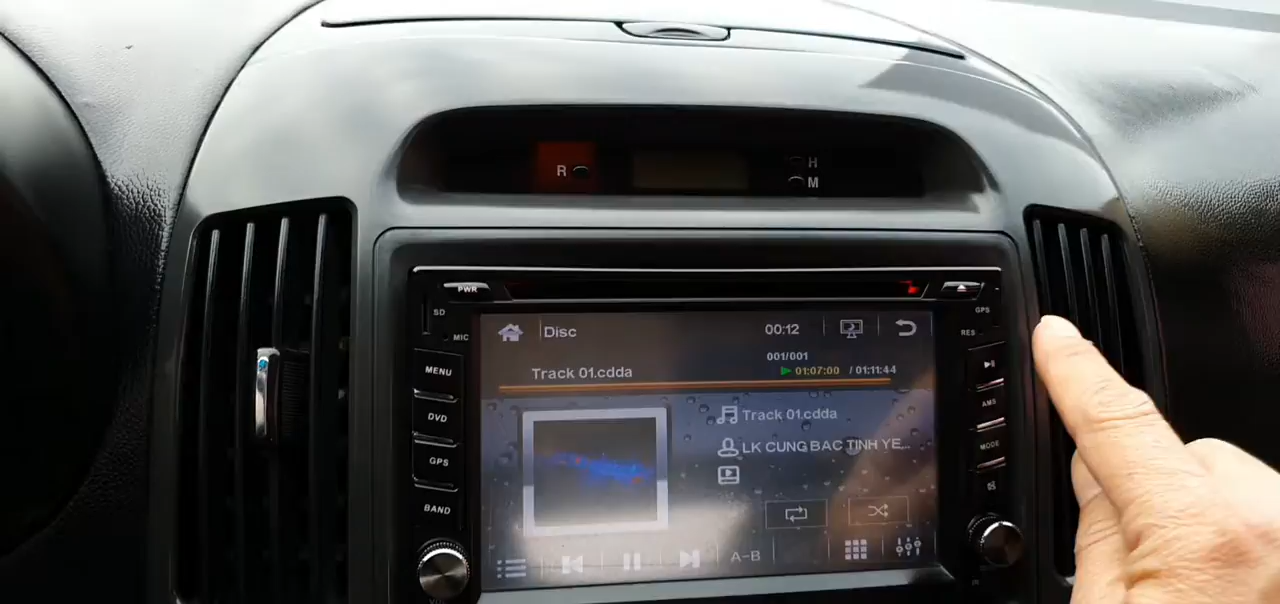 R
H
M
PWR
SD
MIC
MENU
DVD
GPS
BAND
Disc
00:12
001/001
Track 01.cdda
01:07:00 / 01:11:44
Track 01.cdda
LK CUNG BAC TINH YE...
A-B
GPS
RES
AMS
MODE